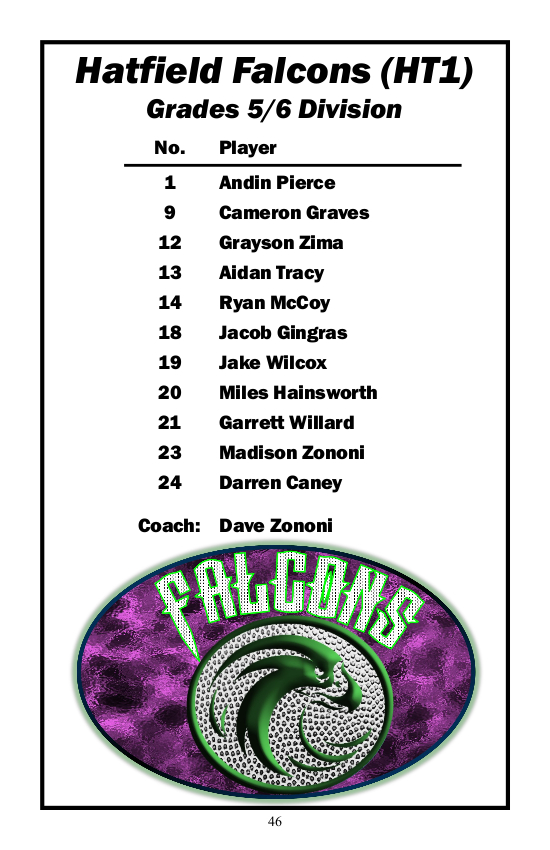 Hatfield Falcons (HT1)
Grades 5/6 Division
No. Player
1 Andin Pierce
9 Cameron Graves
12 Grayson Zima
13 Aidan Tracy
14 Ryan McCoy
18 Jacob Gingras
19 Jake Wilcox
20 Miles Hainsworth
21 Garrett Willard
23 Madison Zononi
24 Darren Caney
Coach: Dave Zononi
FALCONS
46